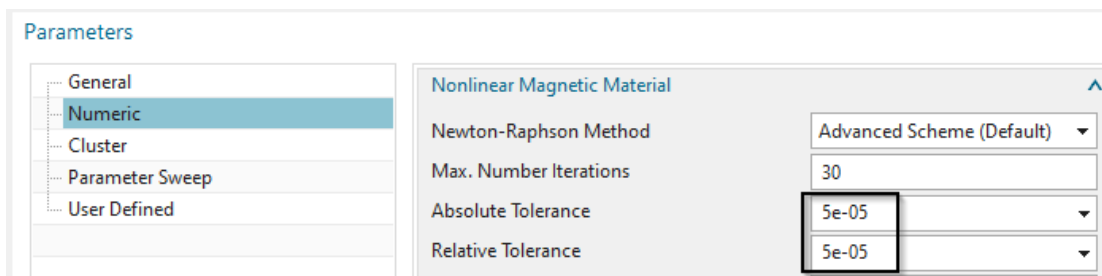 Parameters
General
Numeric
Cluster
Parameter Sweep
User Defined
Nonlinear Magnetic Material
Newton-Raphson Method Advanced Scheme (Default)
Max. Number Iterations 30
Absolute Tolerance 5e-05
Relative Tolerance 5e-05